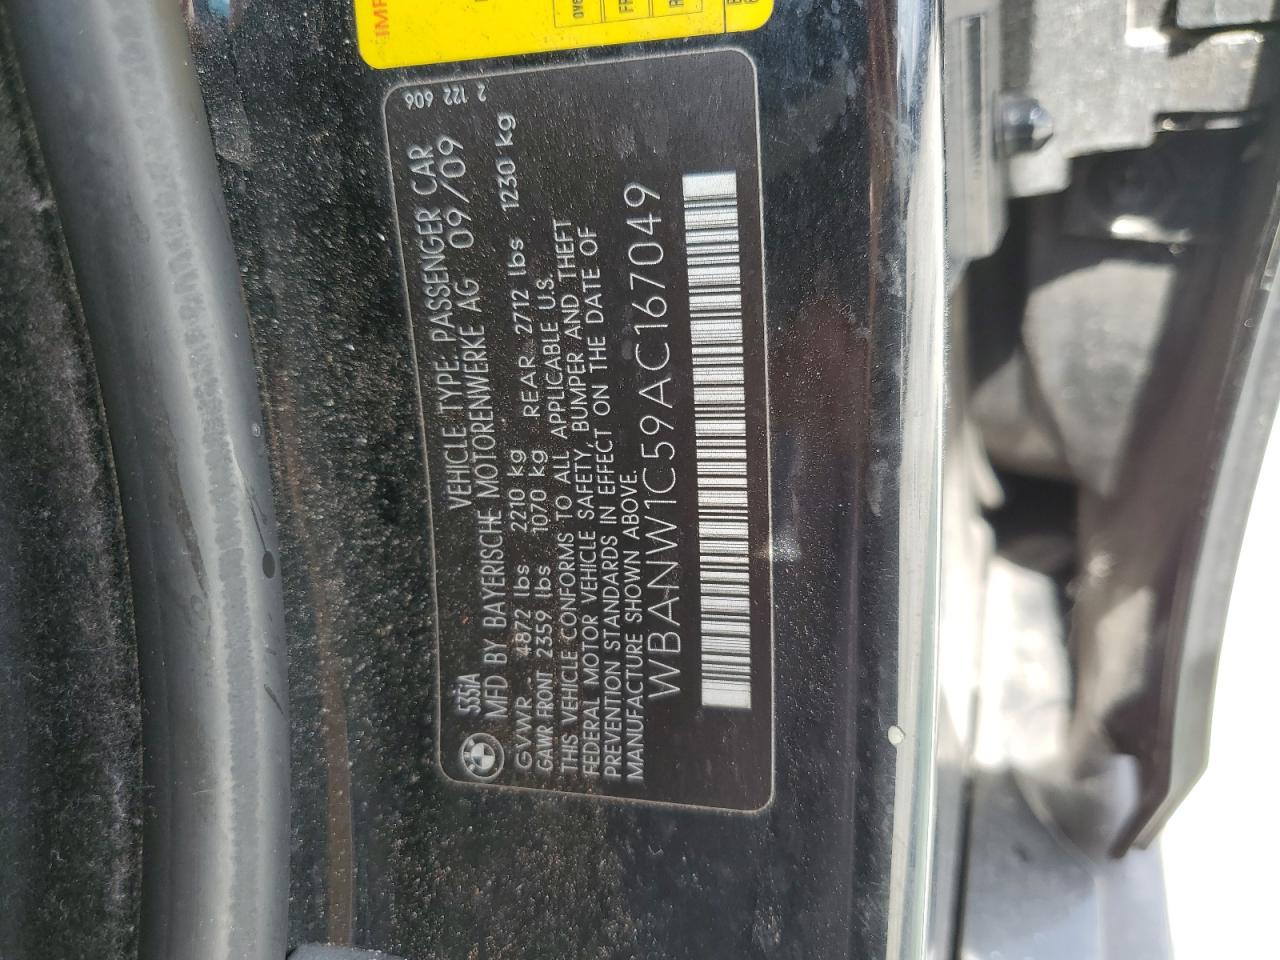 535iA VEHICLE TYPE: PASSENGER CAR 2 122 606
MFD BY BAYERISCHE MOTORENWERKE AG 09/09
GVWR 4872 lbs 2210 kg
GAWR FRONT 2359 lbs 1070 kg REAR 2712 lbs 1230 kg
THIS VEHICLE CONFORMS TO ALL APPLICABLE U.S.
FEDERAL MOTOR VEHICLE SAFETY, BUMPER AND THEFT
PREVENTION STANDARDS IN EFFECT ON THE DATE OF
MANUFACTURE SHOWN ABOVE.
WBANW1C59AC167049